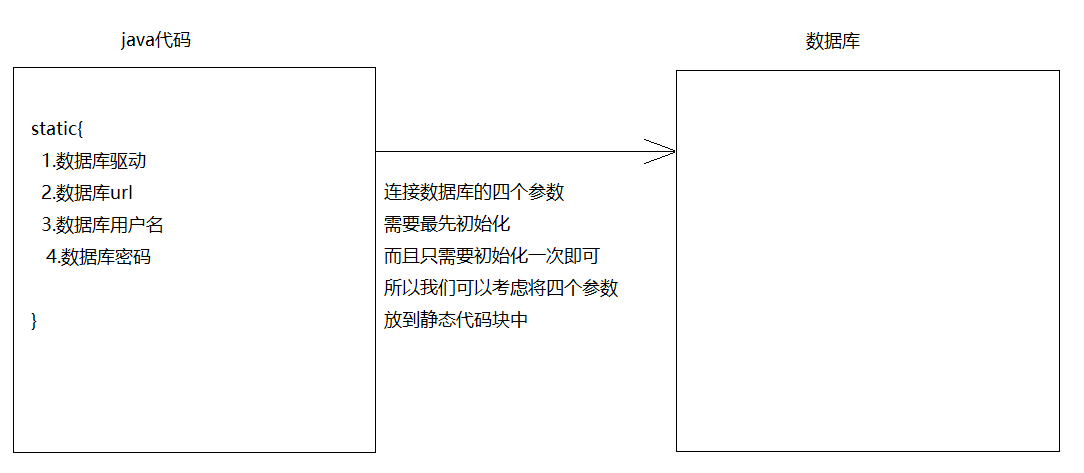 java代码
数据库
static{
1.数据库驱动
2.数据库url
3.数据库用户名
4.数据库密码
}
连接数据库的四个参数
需要最先初始化
而且只需要初始化一次即可
所以我们可以考虑将四个参数
放到静态代码块中